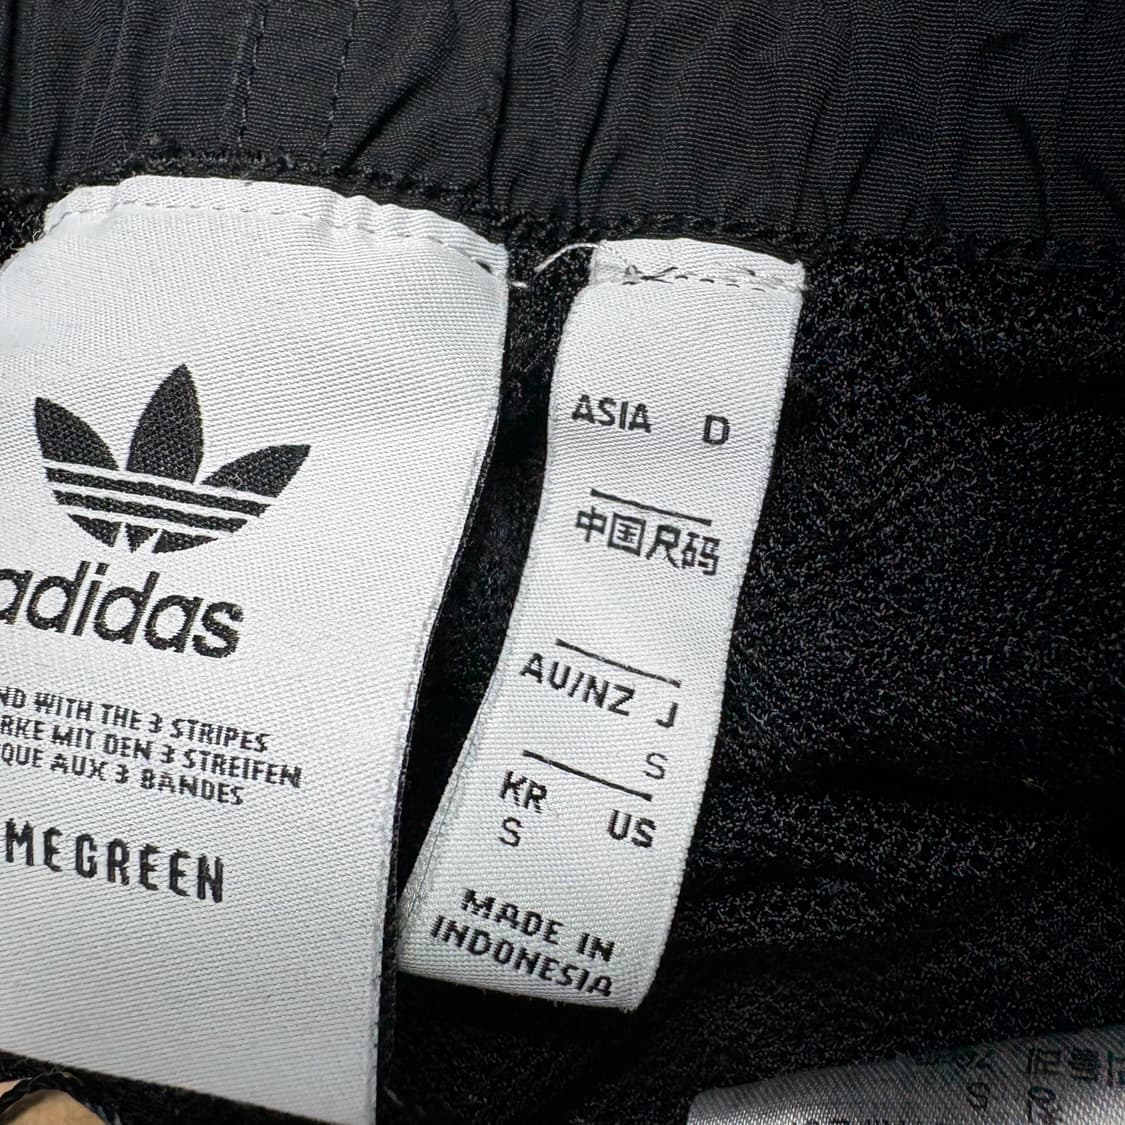 adidas
ND WITH THE 3 STRIPES
RKE MIT DEN 3 STREIFEN
QUE AUX 3 BANDES
MEGREEN
ASIA D
中国尺码
AU/NZ J
S
KR US
S
MADE IN
INDONESIA
S